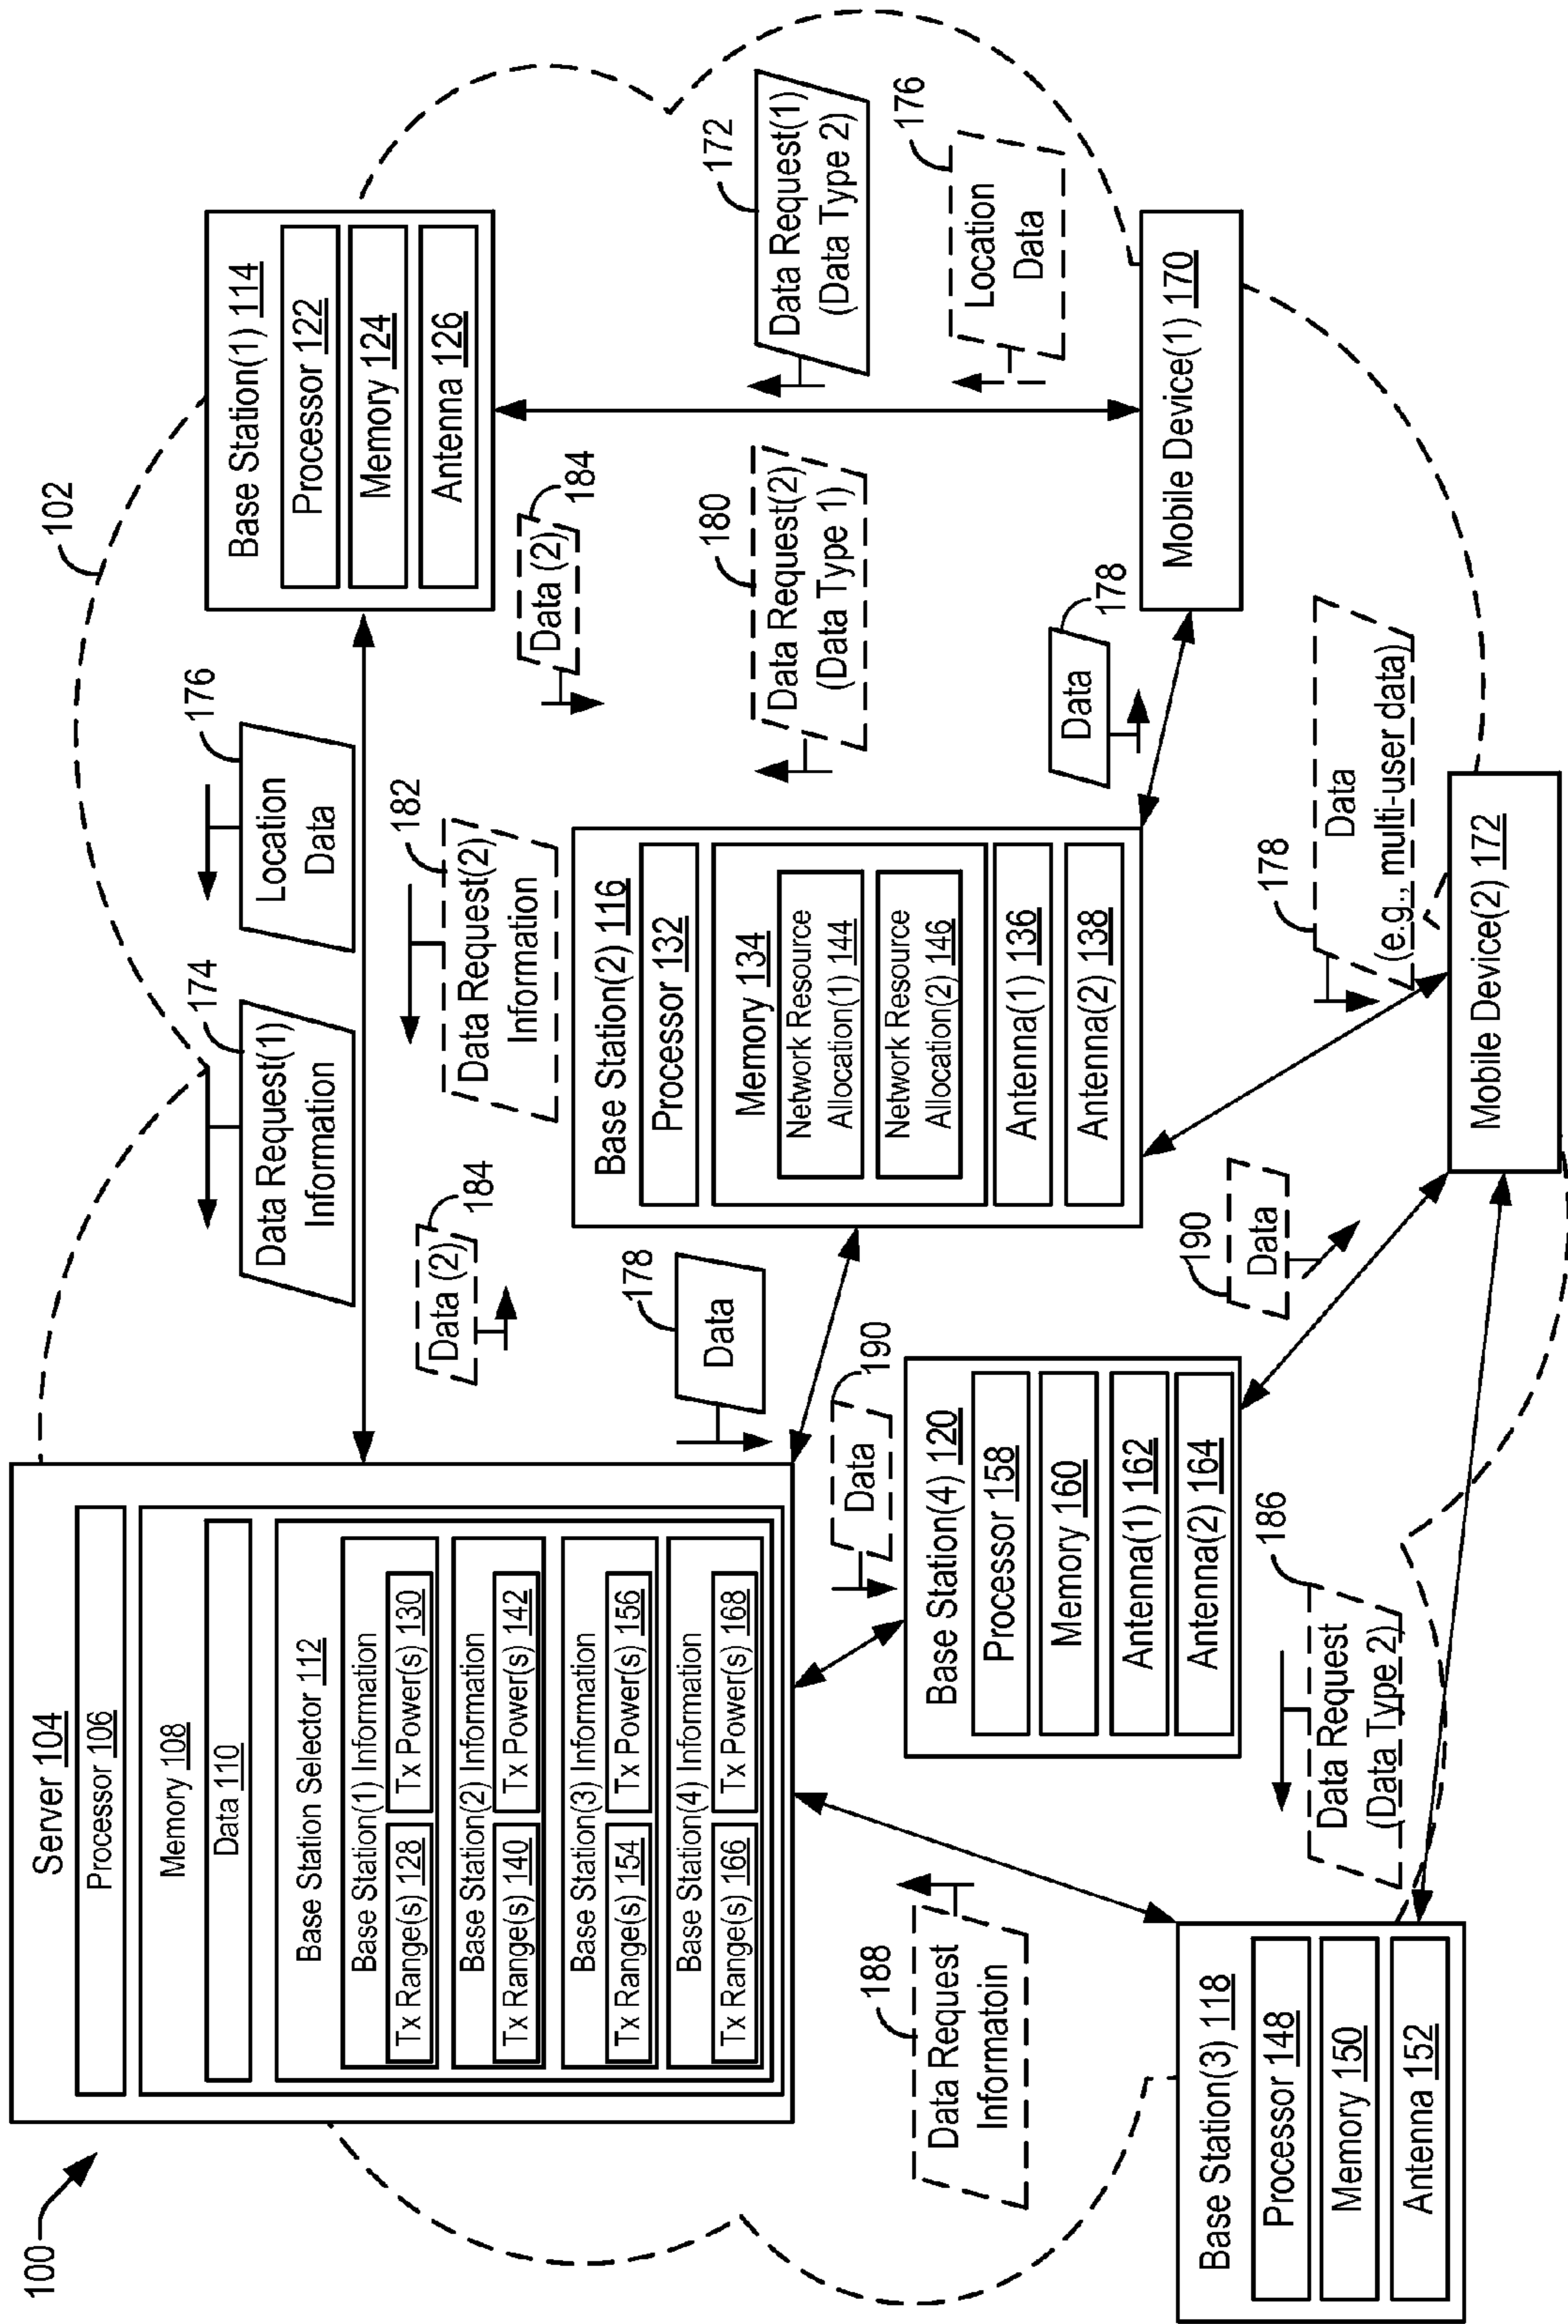 100
102
Server 104
Processor 106
Memory 108
Data 110
Base Station Selector 112
Base Station(1) Information
Tx Range(s) 128
Tx Power(s) 130
Base Station(2) Information
Tx Range(s) 140
Tx Power(s) 142
Base Station(3) Information
Tx Range(s) 154
Tx Power(s) 156
Base Station(4) Information
Tx Range(s) 166
Tx Power(s) 168
174
Data Request(1)
Information
176
Location
Data
Base Station(1) 114
Processor 122
Memory 124
Antenna 126
184
Data (2)
182
Data Request(2)
Information
184
Data (2)
178
Data
Base Station(2) 116
Processor 132
Memory 134
Network Resource
Allocation(1) 144
Network Resource
Allocation(2) 146
Antenna(1) 136
Antenna(2) 138
180
Data Request(2)
(Data Type 1)
172
Data Request(1)
(Data Type 2)
176
Location
Data
178
Data
Mobile Device(1) 170
190
Data
Base Station(4) 120
Processor 158
Memory 160
Antenna(1) 162
Antenna(2) 164
190
Data
178
Data
(e.g., multi-user data)
188
Data Request
Informatoin
186
Data Request
(Data Type 2)
Base Station(3) 118
Processor 148
Memory 150
Antenna 152
Mobile Device(2) 172